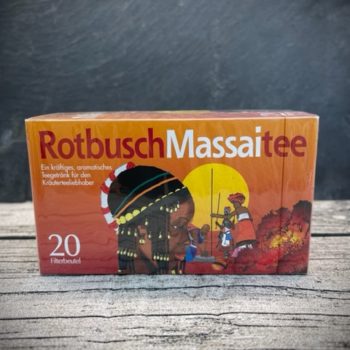 RotbuschMassaitee
Ein kräftiges, aromatisches
Teegetränk für den
Kräuterteeliebhaber
20
Filterbeutel